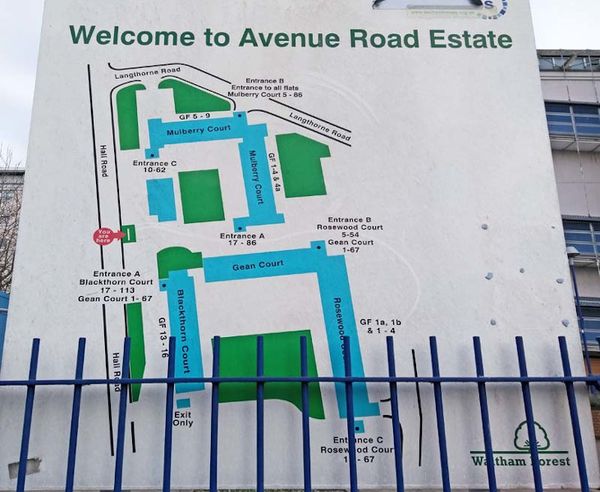 Welcome to Avenue Road Estate
Langthorne Road
Entrance B
Entrance to all flats
Mulberry Court 5 - 86
GF 5 - 9
Mulberry Court
Langthorne Road
Hall Road
Entrance C
10-62
Mulberry Court
GF 1-4 & 4a
You
are
here
Entrance A
17 - 86
Entrance B
Rosewood Court
5-54
Gean Court
1-67
Gean Court
Entrance A
Blackthorn Court
17 - 113
Gean Court 1- 67
Blackthorn Court
GF 13 - 16
Rosewood Court
GF 1a, 1b
& 1 - 4
Hall Road
Exit
Only
Entrance C
Rosewood Court
- 67
Waltham Forest